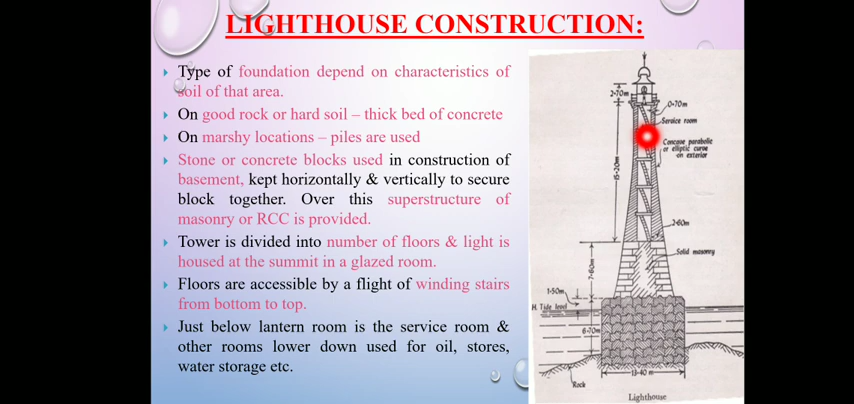 LIGHTHOUSE CONSTRUCTION:
Type of foundation depend on characteristics of
soil of that area.
On good rock or hard soil – thick bed of concrete
On marshy locations – piles are used
Stone or concrete blocks used in construction of
basement, kept horizontally & vertically to secure
block together. Over this superstructure of
masonry or RCC is provided.
Tower is divided into number of floors & light is
housed at the summit in a glazed room.
Floors are accessible by a flight of winding stairs
from bottom to top.
Just below lantern room is the service room &
other rooms lower down used for oil, stores,
water storage etc.
2·70m
0·70m
Service room
Concave parabolic
or elliptic curve
on exterior
15-20m
2·80m
Solid masonry
7·60m
1·50m
H. Tide level
6·70m
Rock
13·40 m
Lighthouse